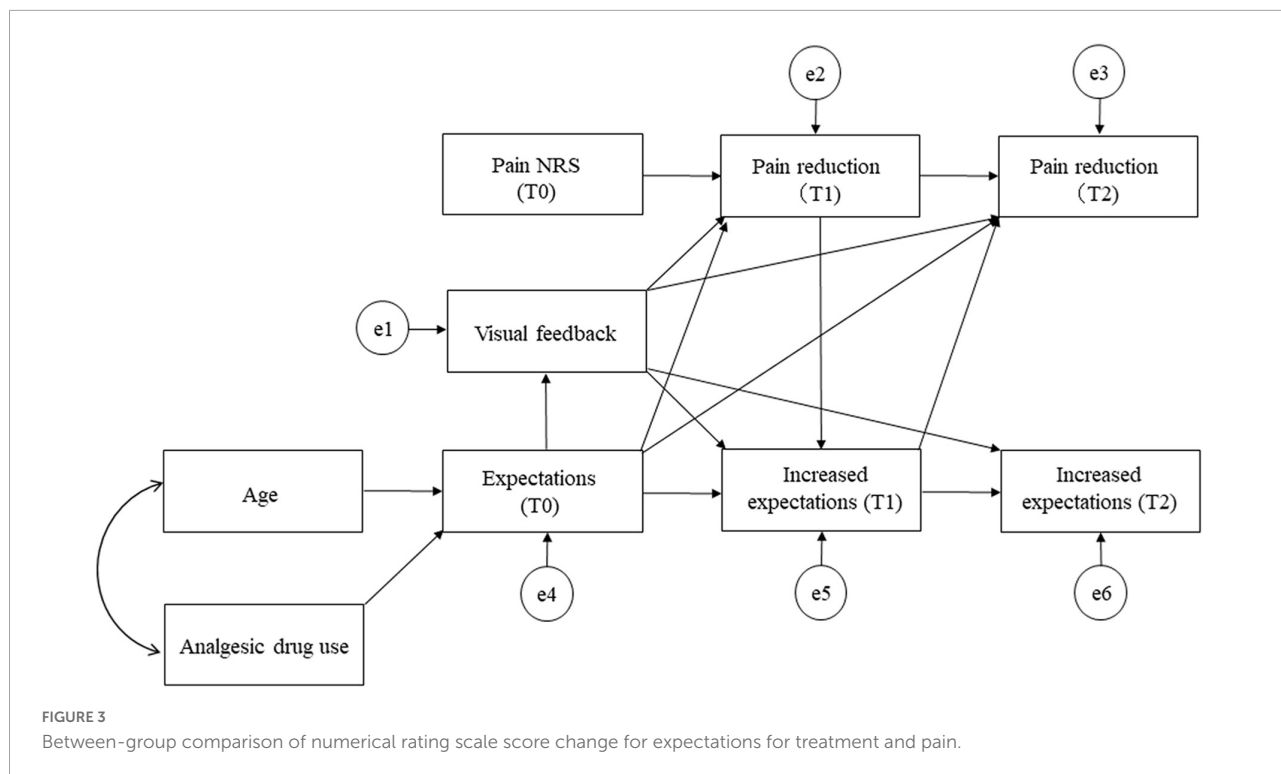 e2
e3
Pain NRS
(T0)
Pain reduction
（T1)
Pain reduction
（T2)
e1
Visual feedback
Age
Expectations
(T0)
Increased
expectations (T1)
Increased
expectations (T2)
e4
e5
e6
Analgesic drug use
FIGURE 3
Between-group comparison of numerical rating scale score change for expectations for treatment and pain.